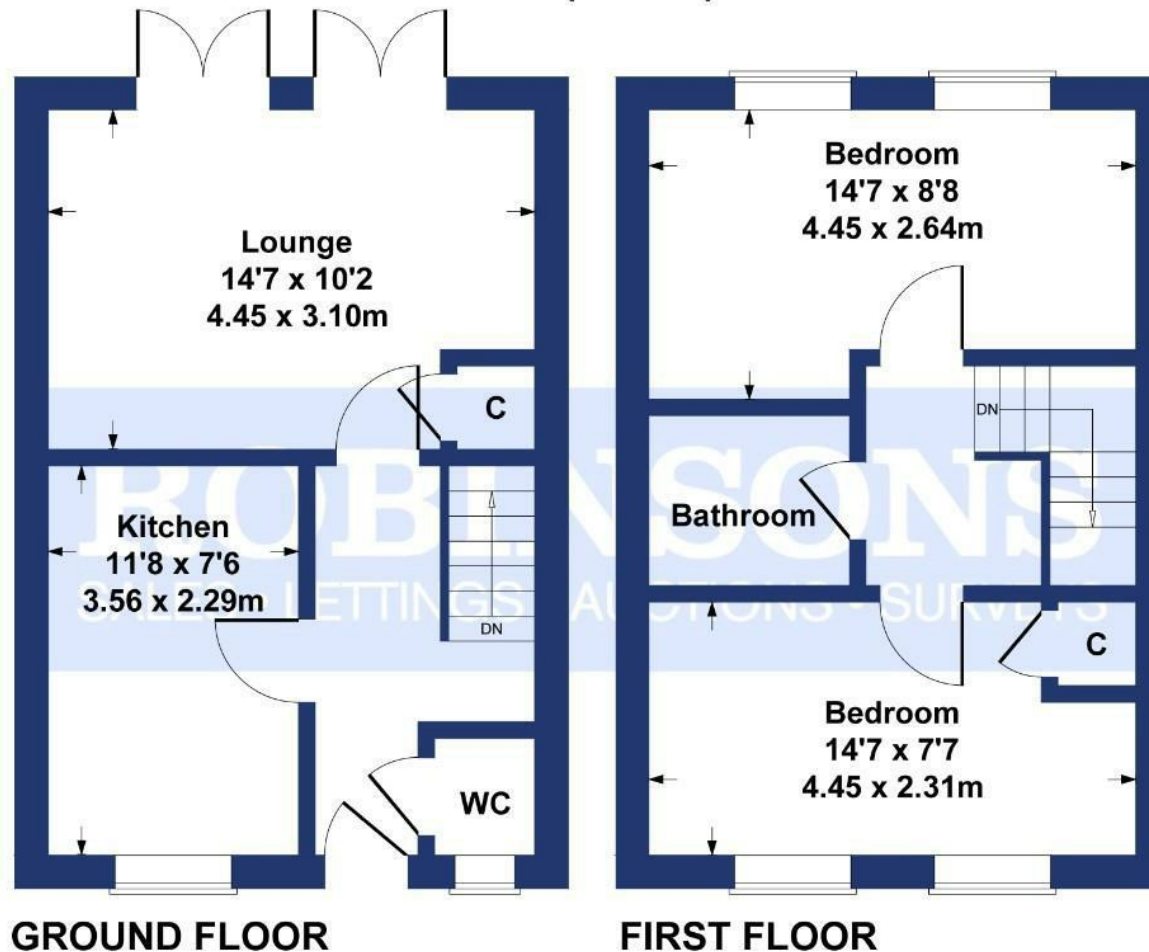 Lounge
14'7 x 10'2
4.45 x 3.10m
C
Kitchen
11'8 x 7'6
3.56 x 2.29m
DN
WC
GROUND FLOOR
Bedroom
14'7 x 8'8
4.45 x 2.64m
DN
Bathroom
C
Bedroom
14'7 x 7'7
4.45 x 2.31m
FIRST FLOOR
ROBINSONS
SALES · LETTINGS · AUCTIONS · SURVEYS